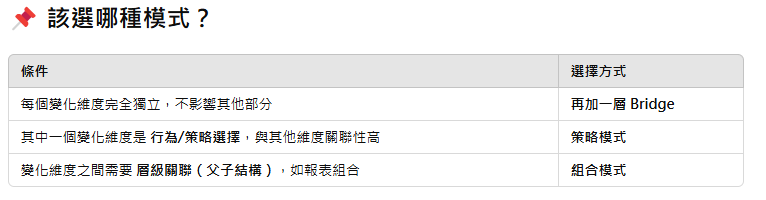 📌 該選哪種模式？
條件 選擇方式
每個變化維度完全獨立，不影響其他部分 再加一層 Bridge
其中一個變化維度是 行為/策略選擇，與其他維度關聯性高 策略模式
變化維度之間需要 層級關聯（父子結構），如報表組合 組合模式